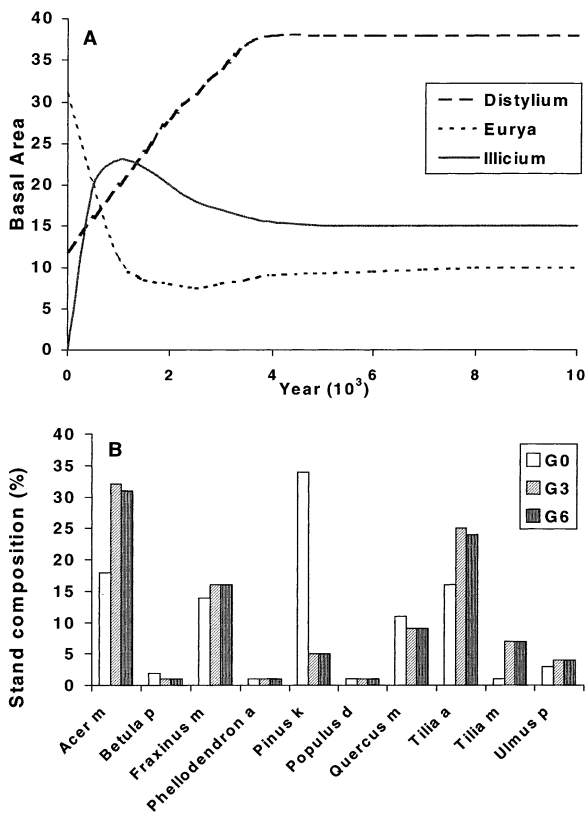 40
A
35
30
25
20
15
10
5
0
Basal Area
Distylium
Eurya
Illicium
0 2 4 6 8 10
Year (10³)
40
B
35
30
25
20
15
10
5
0
Stand composition (%)
G0
G3
G6
Acer m
Betula p
Fraxinus m
Phellodendron a
Pinus k
Populus d
Quercus m
Tilia a
Tilia m
Ulmus p